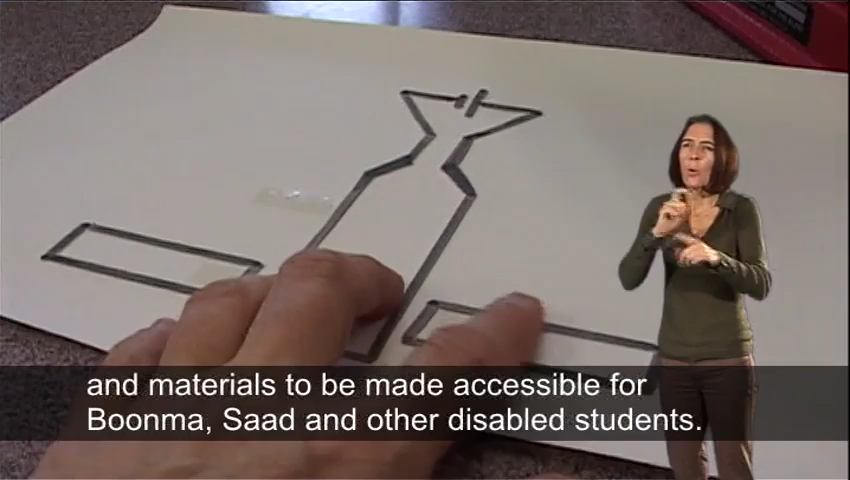 and materials to be made accessible for
Boonma, Saad and other disabled students.